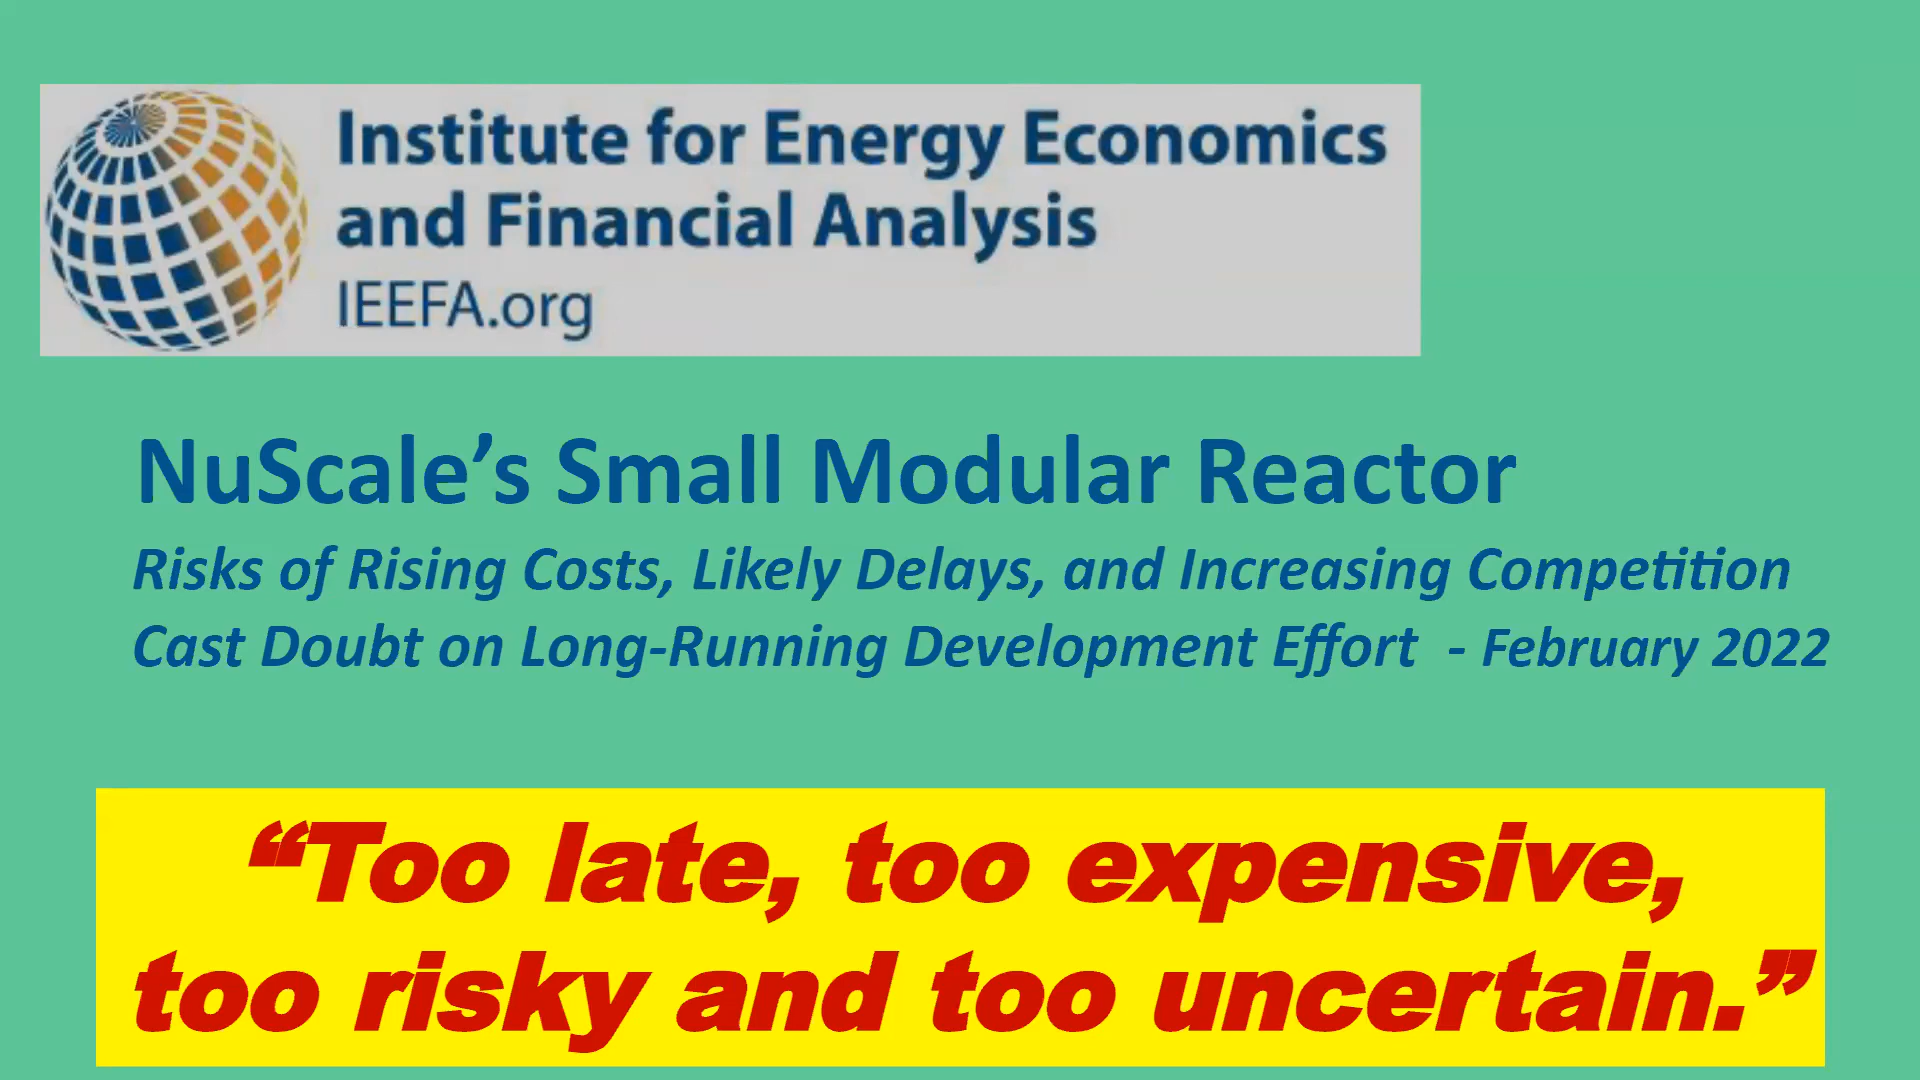 Institute for Energy Economics
and Financial Analysis
IEEFA.org
NuScale’s Small Modular Reactor
Risks of Rising Costs, Likely Delays, and Increasing Competition
Cast Doubt on Long-Running Development Effort - February 2022
“Too late, too expensive,
too risky and too uncertain.”